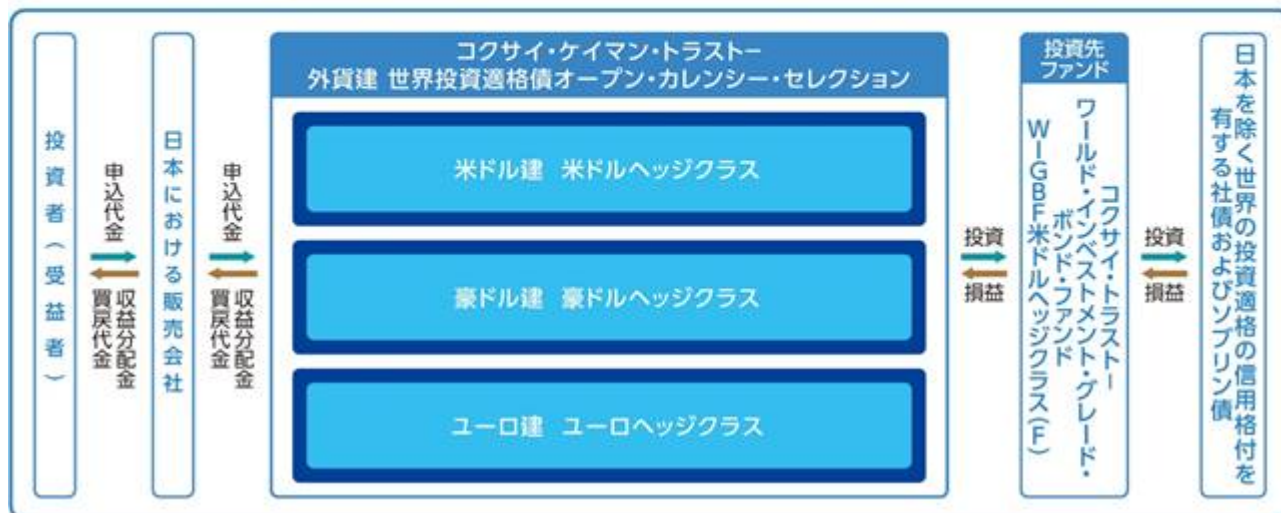 投資者(受益者)
申込代金
収益分配金
買戻代金
日本における販売会社
申込代金
収益分配金
買戻代金
コクサイ・ケイマン・トラストー
外貨建 世界投資適格債オープン・カレンシー・セレクション
米ドル建 米ドルヘッジクラス
豪ドル建 豪ドルヘッジクラス
ユーロ建 ユーロヘッジクラス
投資
損益
投資先
ファンド
コクサイ・トラストー
ワールド・インベストメント・グレード・
ボンド・ファンド
WIGBF米ドルヘッジクラス(F)
投資
損益
日本を除く世界の投資適格の信用格付を
有する社債およびソブリン債